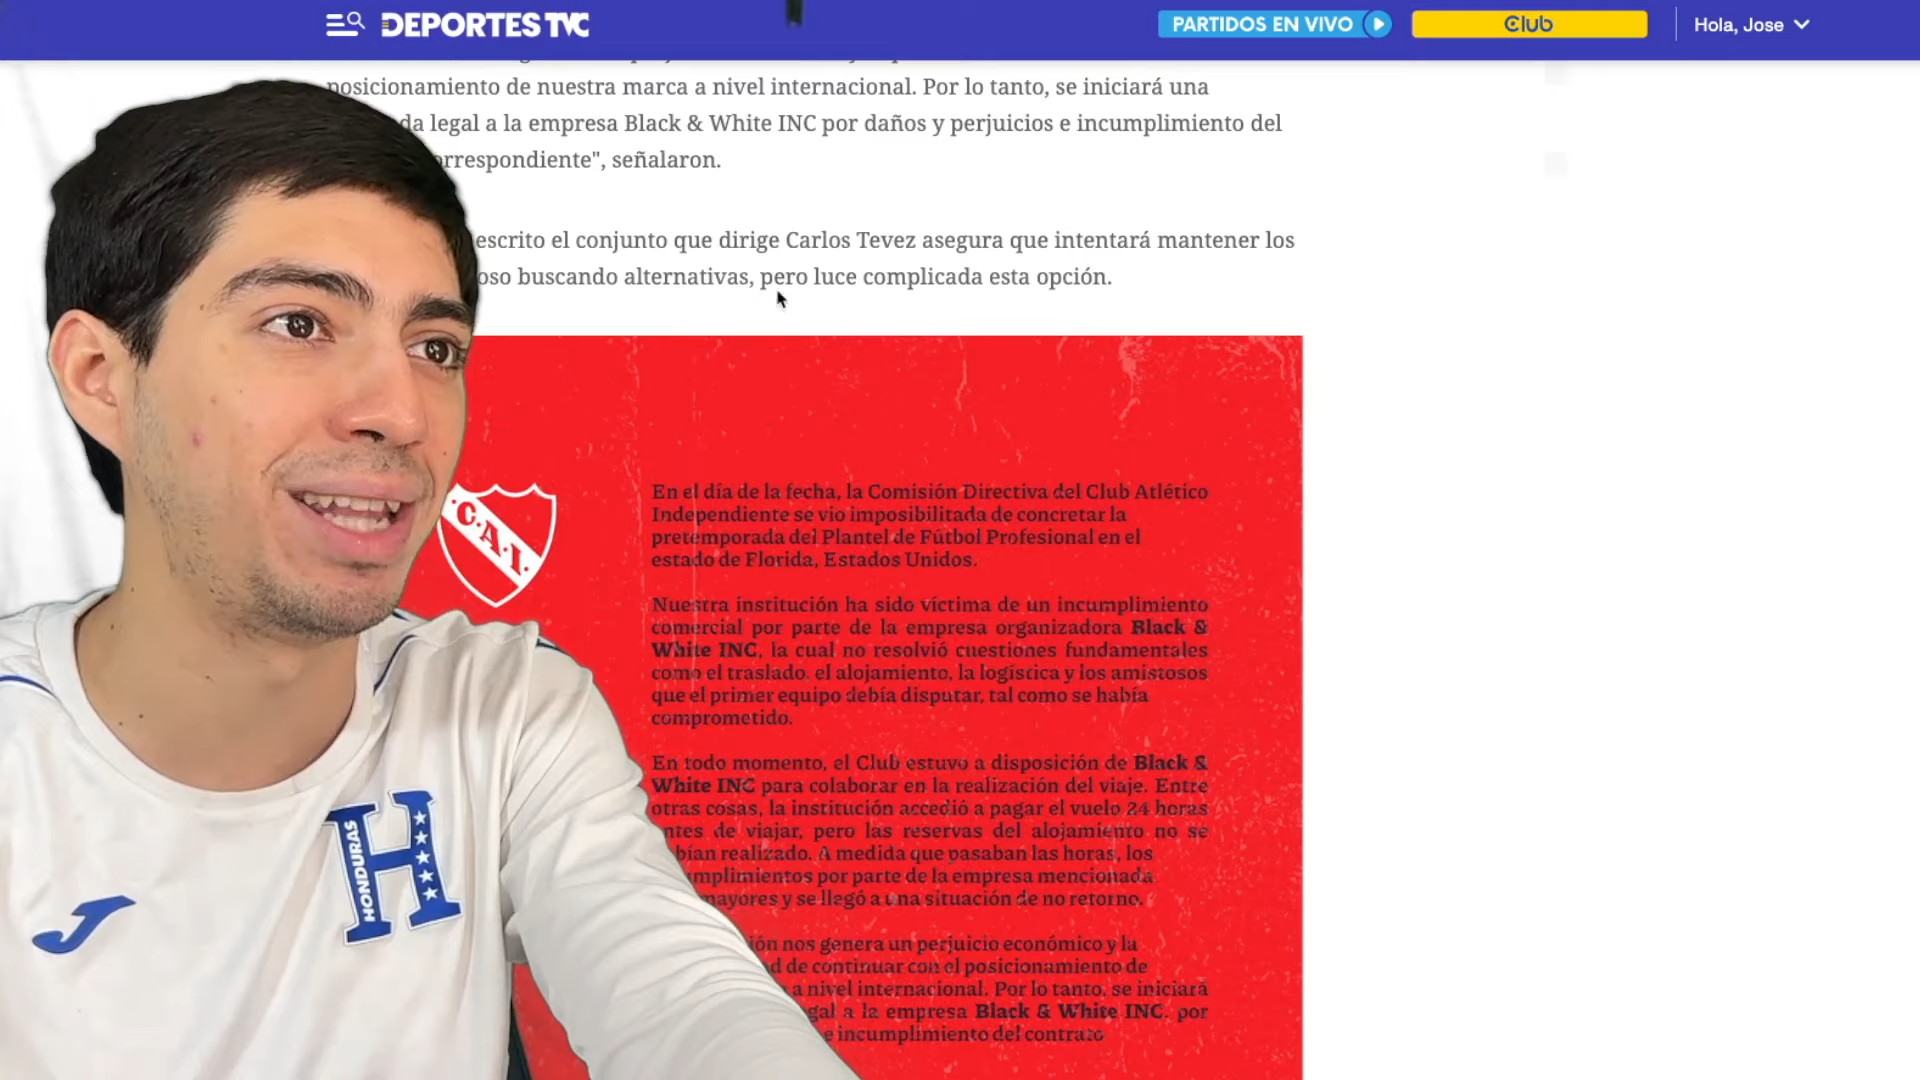 DEPORTES TVC
PARTIDOS EN VIVO
Club
Hola, Jose
posicionamiento de nuestra marca a nivel internacional. Por lo tanto, se iniciará una
legal a la empresa Black & White INC por daños y perjuicios e incumplimiento del
señalaron.
escrito el conjunto que dirige Carlos Tevez asegura que intentará mantener los
buscando alternativas, pero luce complicada esta opción.
C.A.I.
En el día de la fecha, la Comisión Directiva del Club Atlético
Independiente se vio imposibilitada de concretar la
pretemporada del Plantel de Fútbol Profesional en el
estado de Florida, Estados Unidos.
Nuestra institución ha sido víctima de un incumplimiento
comercial por parte de la empresa organizadora Black &
White INC, la cual no resolvió cuestiones fundamentales
como el traslado, el alojamiento, la logística y los amistosos
que el primer equipo debía disputar, tal como se había
comprometido.
En todo momento, el Club estuvo a disposición de Black &
White INC para colaborar en la realización del viaje. Entre
otras cosas, la institución accedió a pagar el vuelo 24 horas
de viajar, pero las reservas del alojamiento no se
realizado. A medida que pasaban las horas, los
por parte de la empresa mencionada
mayores y se llegó a una situación de no retorno.
nos genera un perjuicio económico y la
de continuar con el posicionamiento de
a nivel internacional. Por lo tanto, se iniciará
a la empresa Black & White INC. por
e incumplimiento del contrato
HONDURAS